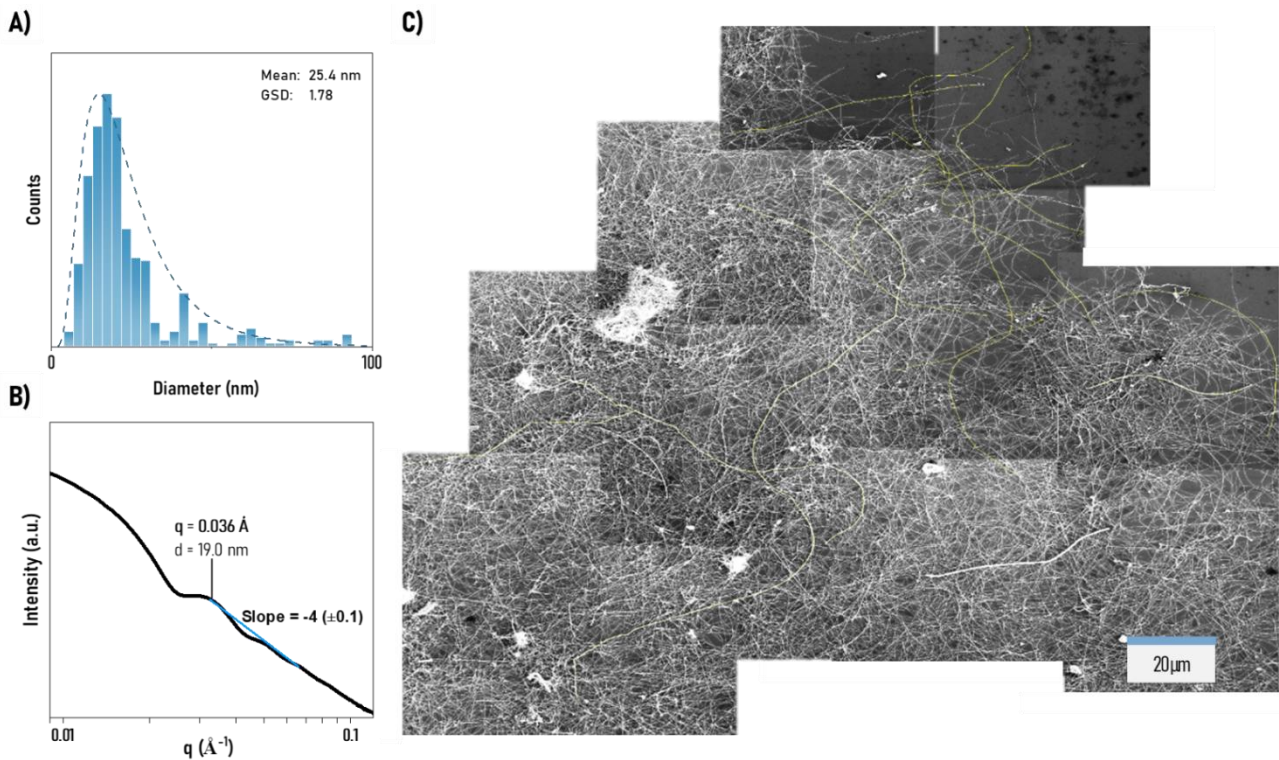 A)
Mean: 25.4 nm
GSD: 1.78
Counts
0
100
Diameter (nm)
B)
q = 0.036 Å
d = 19.0 nm
Slope = -4 (±0.1)
Intensity (a.u.)
0.01
0.1
q (Å⁻¹)
C)
20µm